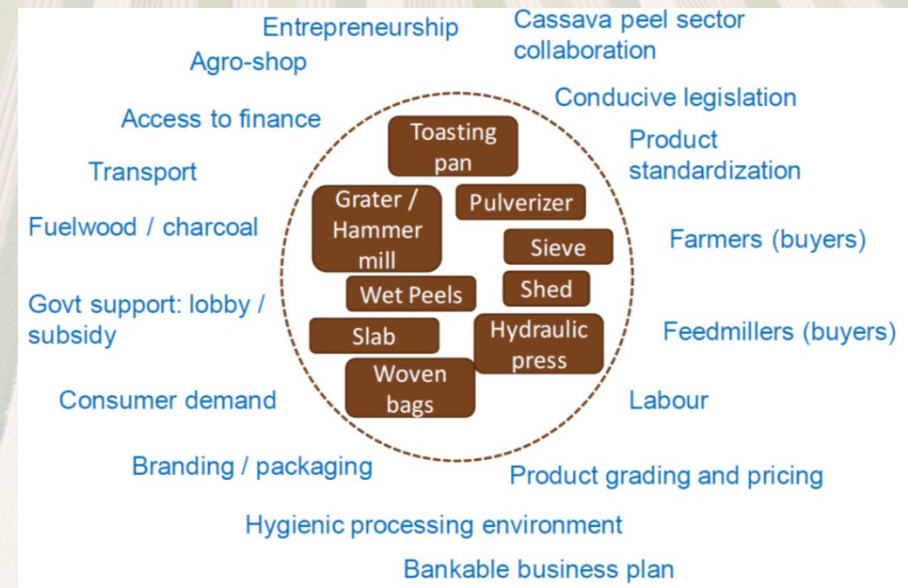 Entrepreneurship
Cassava peel sector
collaboration
Agro-shop
Conducive legislation
Access to finance
Toasting
pan
Product
standardization
Transport
Grater /
Hammer
mill
Pulverizer
Fuelwood / charcoal
Sieve
Farmers (buyers)
Wet Peels
Shed
Govt support: lobby /
subsidy
Slab
Hydraulic
press
Feedmillers (buyers)
Woven
bags
Consumer demand
Labour
Branding / packaging
Product grading and pricing
Hygienic processing environment
Bankable business plan